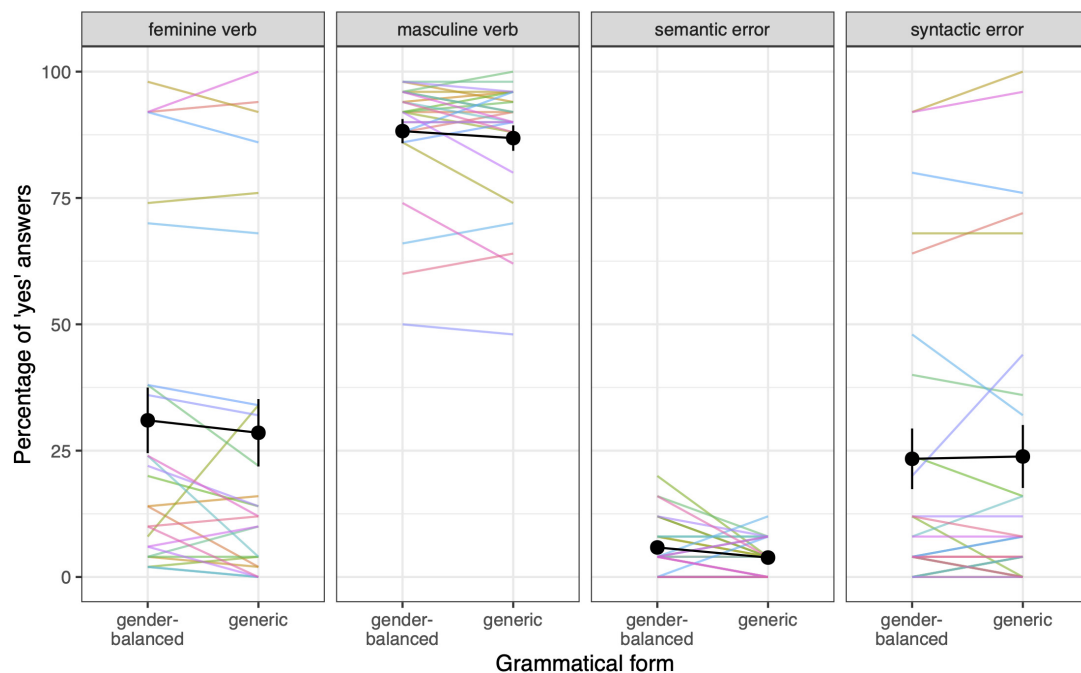 feminine verb
masculine verb
semantic error
syntactic error
Percentage of 'yes' answers
100
75
50
25
0
gender-
balanced
generic
gender-
balanced
generic
gender-
balanced
generic
gender-
balanced
generic
Grammatical form